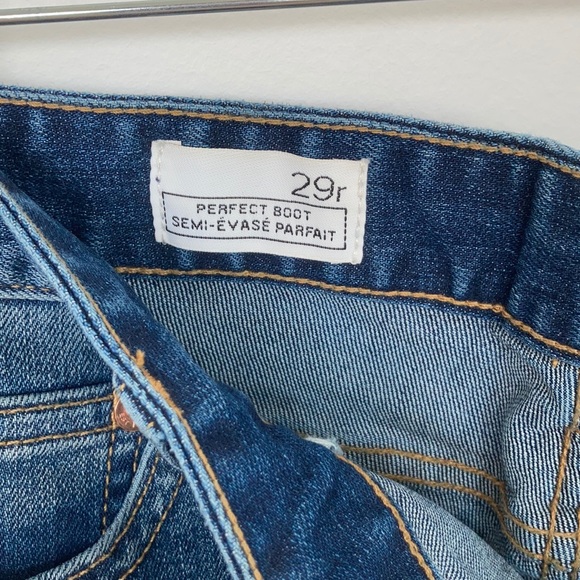 29r
PERFECT BOOT
SEMI-ÉVASÉ PARFAIT